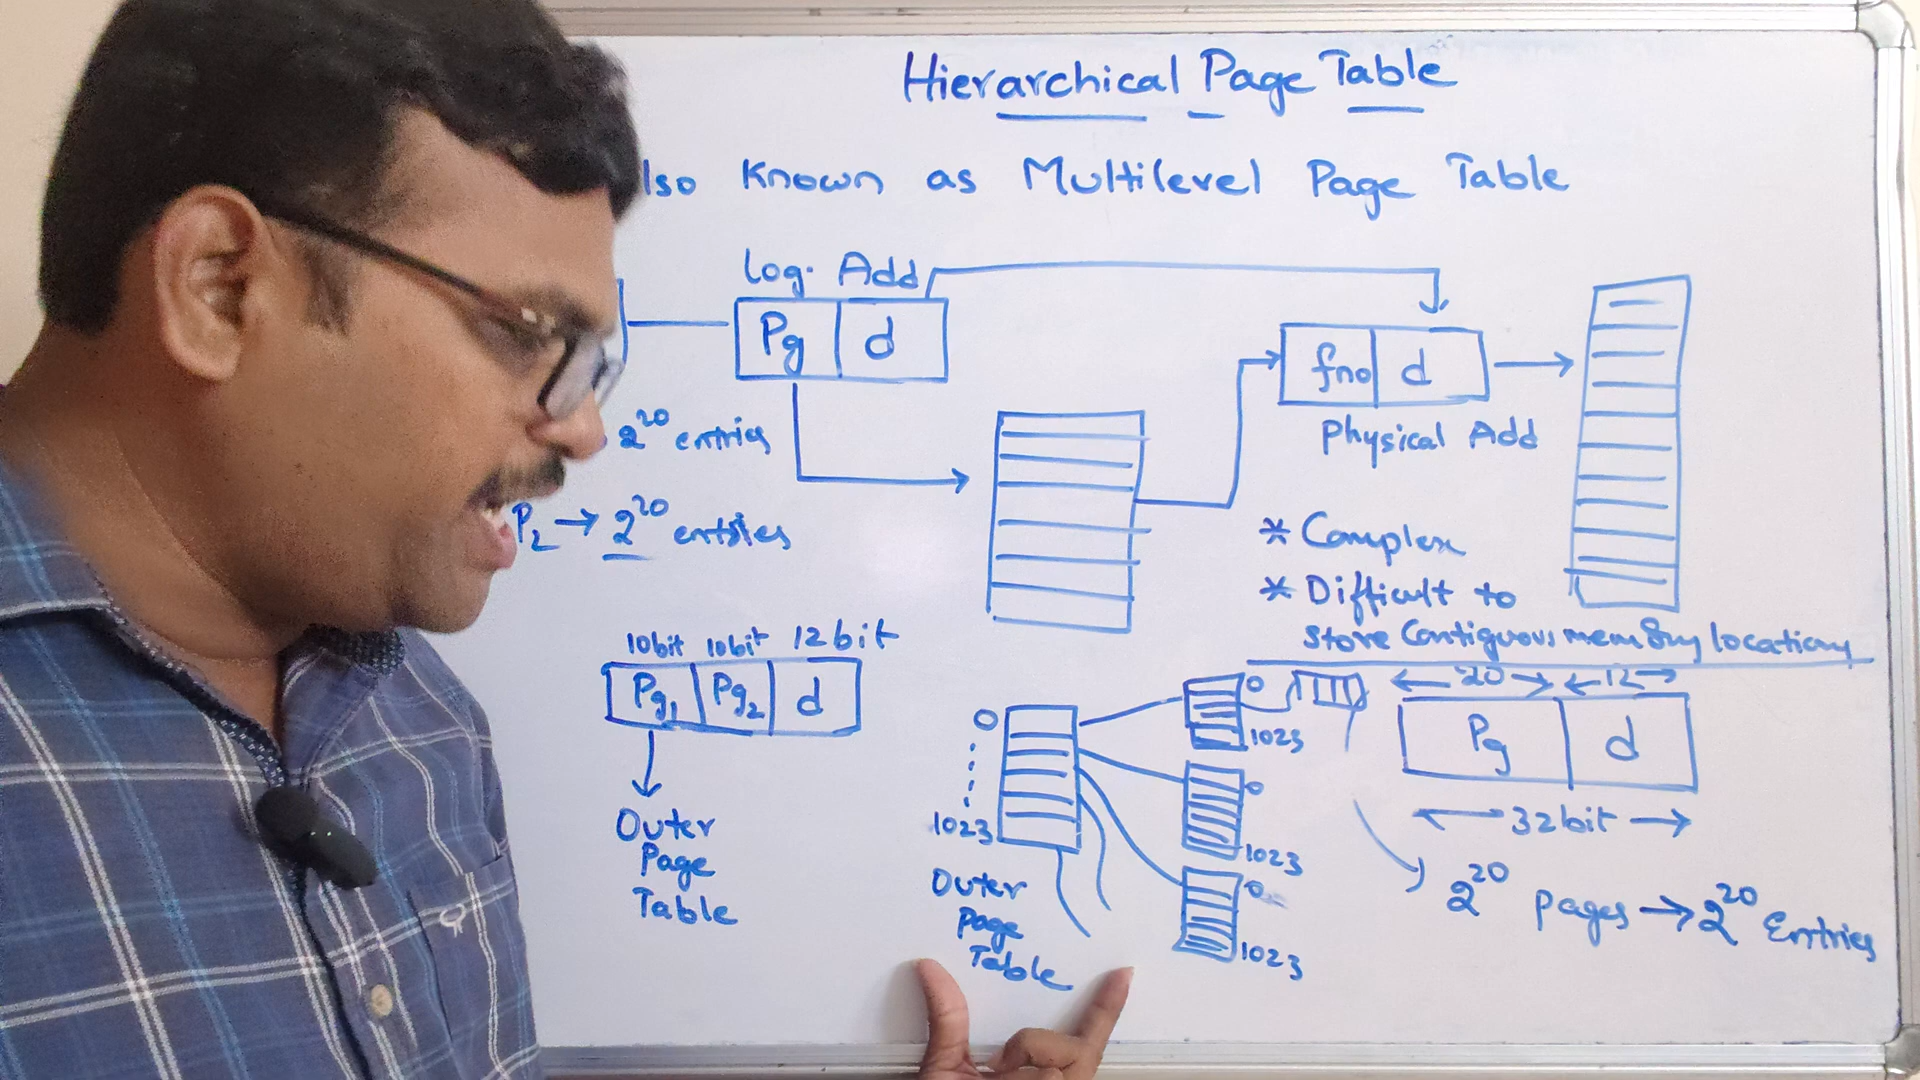 Hierarchical Page Table
lso Known as Multilevel Page Table
Log. Add
Pg d
fno d
Physical Add
2^20 entries
P2 → 2^20 entries
* Complex
* Difficult to
store Contiguous memory locations
10bit 10bit 12bit
Pg1 Pg2 d
Outer
Page
Table
0
1023
Outer
Page
Table
0
1023
0
1023
0
1023
← 20 → ← 12 →
Pg d
← 32bit →
2^20 pages → 2^20 Entries